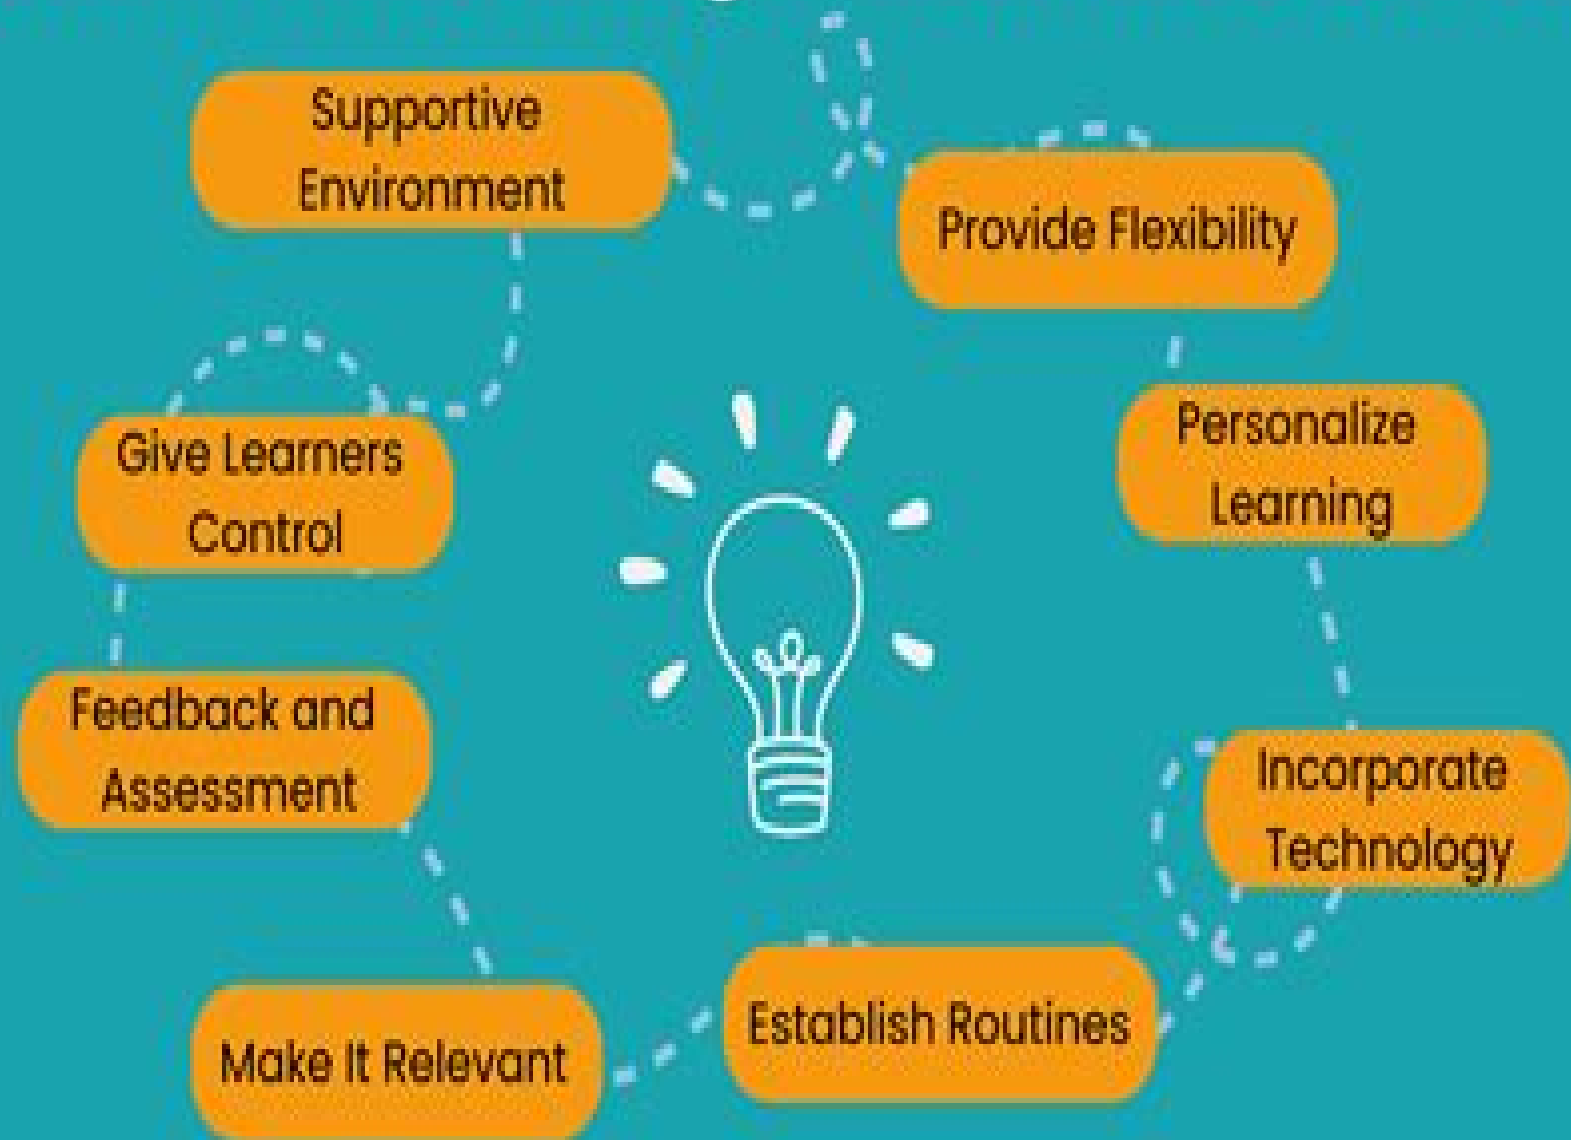 Supportive
Environment
Provide Flexibility
Give Learners
Control
Personalize
Learning
Feedback and
Assessment
Incorporate
Technology
Make It Relevant
Establish Routines